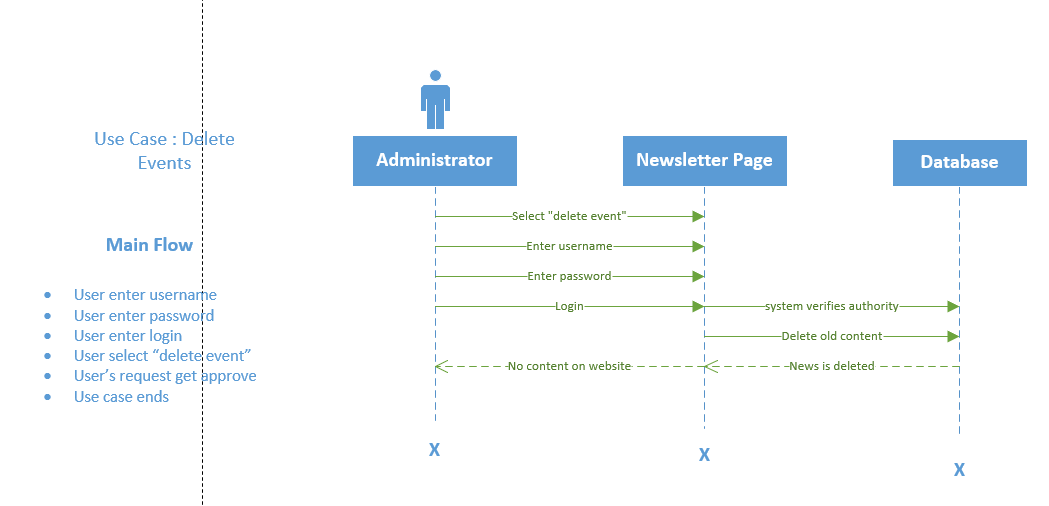 Use Case : Delete
Events
Main Flow
• User enter username
• User enter password
• User enter login
• User select “delete event”
• User’s request get approve
• Use case ends
Administrator
Newsletter Page
Database
Select "delete event"
Enter username
Enter password
Login
system verifies authority
Delete old content
No content on website
News is deleted
X
X
X